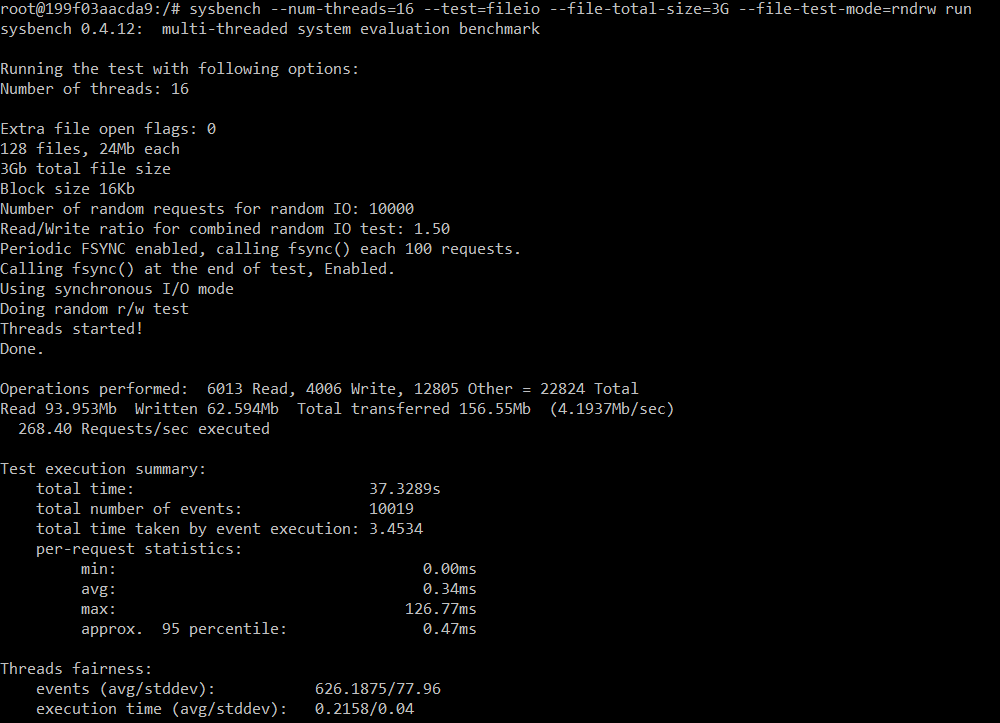 root@199f03aacda9:/# sysbench --num-threads=16 --test=fileio --file-total-size=3G --file-test-mode=rndrw run
sysbench 0.4.12:  multi-threaded system evaluation benchmark

Running the test with following options:
Number of threads: 16

Extra file open flags: 0
128 files, 24Mb each
3Gb total file size
Block size 16Kb
Number of random requests for random IO: 10000
Read/Write ratio for combined random IO test: 1.50
Periodic FSYNC enabled, calling fsync() each 100 requests.
Calling fsync() at the end of test, Enabled.
Using synchronous I/O mode
Doing random r/w test
Threads started!
Done.

Operations performed:  6013 Read, 4006 Write, 12805 Other = 22824 Total
Read 93.953Mb  Written 62.594Mb  Total transferred 156.55Mb  (4.1937Mb/sec)
  268.40 Requests/sec executed

Test execution summary:
    total time:                          37.3289s
    total number of events:              10019
    total time taken by event execution: 3.4534
    per-request statistics:
         min:                                  0.00ms
         avg:                                  0.34ms
         max:                                126.77ms
         approx.  95 percentile:               0.47ms

Threads fairness:
    events (avg/stddev):           626.1875/77.96
    execution time (avg/stddev):   0.2158/0.04